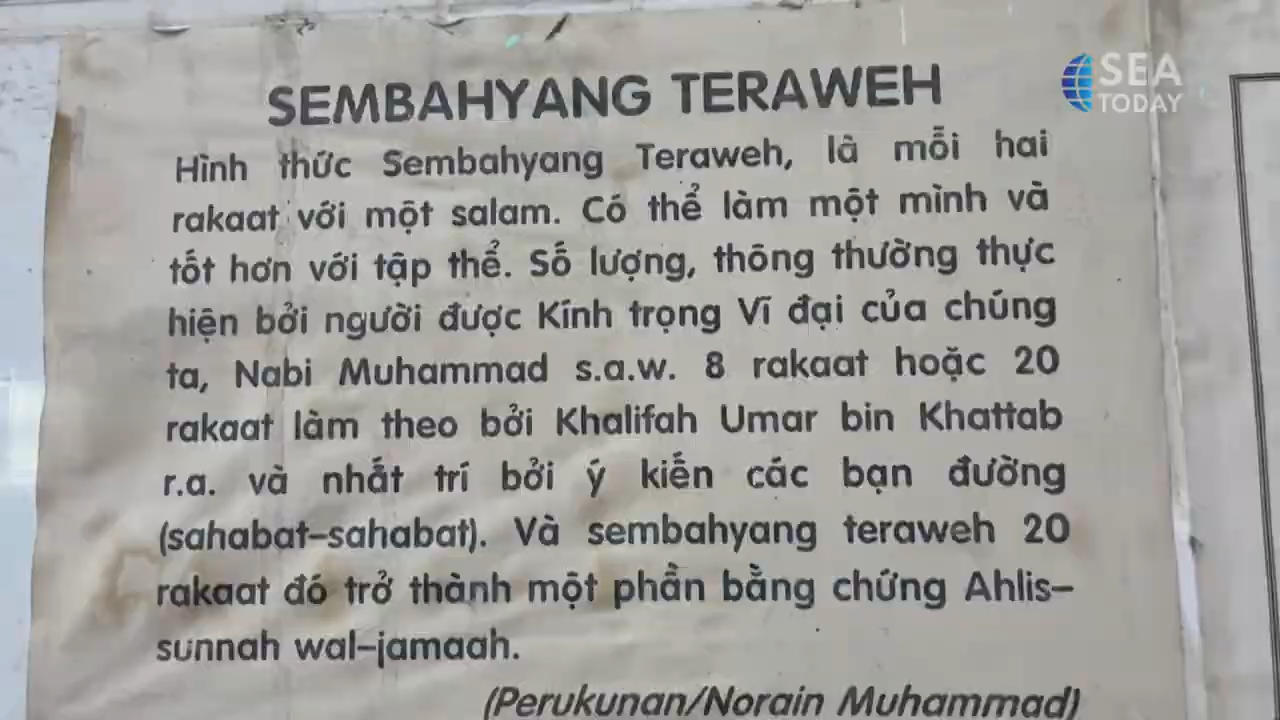 SEA
TODAY
SEMBAHYANG TERAWEH
Hình thức Sembahyang Teraweh, là mỗi hai
rakaat với một salam. Có thể làm một mình và
tốt hơn với tập thể. Số lượng, thông thường thực
hiện bởi người được Kính trọng Vĩ đại của chúng
ta, Nabi Muhammad s.a.w. 8 rakaat hoặc 20
rakaat làm theo bởi Khalifah Umar bin Khattab
r.a. và nhất trí bởi ý kiến các bạn đường
(sahabat–sahabat). Và sembahyang teraweh 20
rakaat đó trở thành một phần bằng chứng Ahlis–
sunnah wal–jamaah.
(Perukunan/Norain Muhammad)